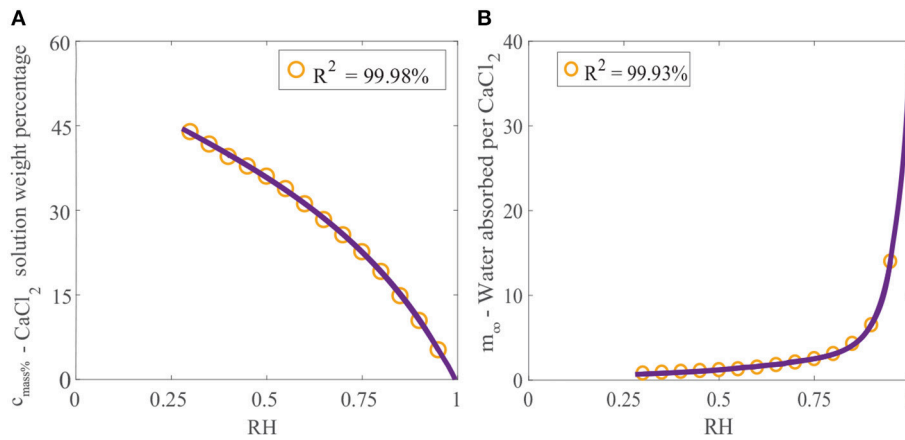 A
c_mass% - CaCl₂ solution weight percentage
60
45
30
15
0
R² = 99.98%
0 0.25 0.5 0.75 1
RH
B
m_∞ - Water absorbed per CaCl₂
40
30
20
10
0
R² = 99.93%
0 0.25 0.5 0.75 1
RH